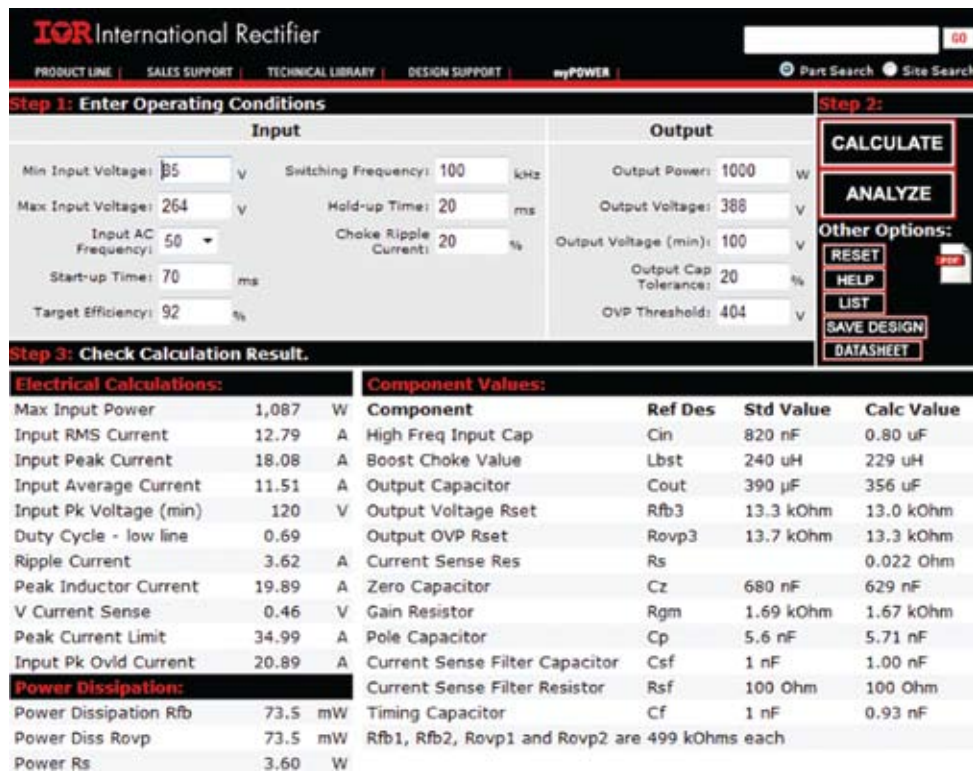 IOR International Rectifier
GO
PRODUCT LINE | SALES SUPPORT | TECHNICAL LIBRARY | DESIGN SUPPORT | myPOWER |
Part Search Site Search
Step 1: Enter Operating Conditions
Step 2:
Input Output
CALCULATE
Min Input Voltage: 85 V Switching Frequency: 100 kHz Output Power: 1000 W
ANALYZE
Max Input Voltage: 264 V Hold-up Time: 20 ms Output Voltage: 388 V
Input AC Frequency: 50 Choke Ripple Current: 20 % Output Voltage (min): 100 V
Other Options:
RESET
PDF
Start-up Time: 70 ms Output Cap Tolerance: 20 %
HELP
LIST
Target Efficiency: 92 % OVP Threshold: 404 V
SAVE DESIGN
DATASHEET
Step 3: Check Calculation Result.
Electrical Calculations:
Max Input Power 1,087 W
Input RMS Current 12.79 A
Input Peak Current 18.08 A
Input Average Current 11.51 A
Input Pk Voltage (min) 120 V
Duty Cycle - low line 0.69
Ripple Current 3.62 A
Peak Inductor Current 19.89 A
V Current Sense 0.46 V
Peak Current Limit 34.99 A
Input Pk Ovld Current 20.89 A
Power Dissipation:
Power Dissipation Rfb 73.5 mW
Power Diss Rovp 73.5 mW
Power Rs 3.60 W
Component Values:
Component Ref Des Std Value Calc Value
High Freq Input Cap Cin 820 nF 0.80 uF
Boost Choke Value Lbst 240 uH 229 uH
Output Capacitor Cout 390 µF 356 uF
Output Voltage Rset Rfb3 13.3 kOhm 13.0 kOhm
Output OVP Rset Rovp3 13.7 kOhm 13.3 kOhm
Current Sense Res Rs 0.022 Ohm
Zero Capacitor Cz 680 nF 629 nF
Gain Resistor Rgm 1.69 kOhm 1.67 kOhm
Pole Capacitor Cp 5.6 nF 5.71 nF
Current Sense Filter Capacitor Csf 1 nF 1.00 nF
Current Sense Filter Resistor Rsf 100 Ohm 100 Ohm
Timing Capacitor Cf 1 nF 0.93 nF
Rfb1, Rfb2, Rovp1 and Rovp2 are 499 kOhms each